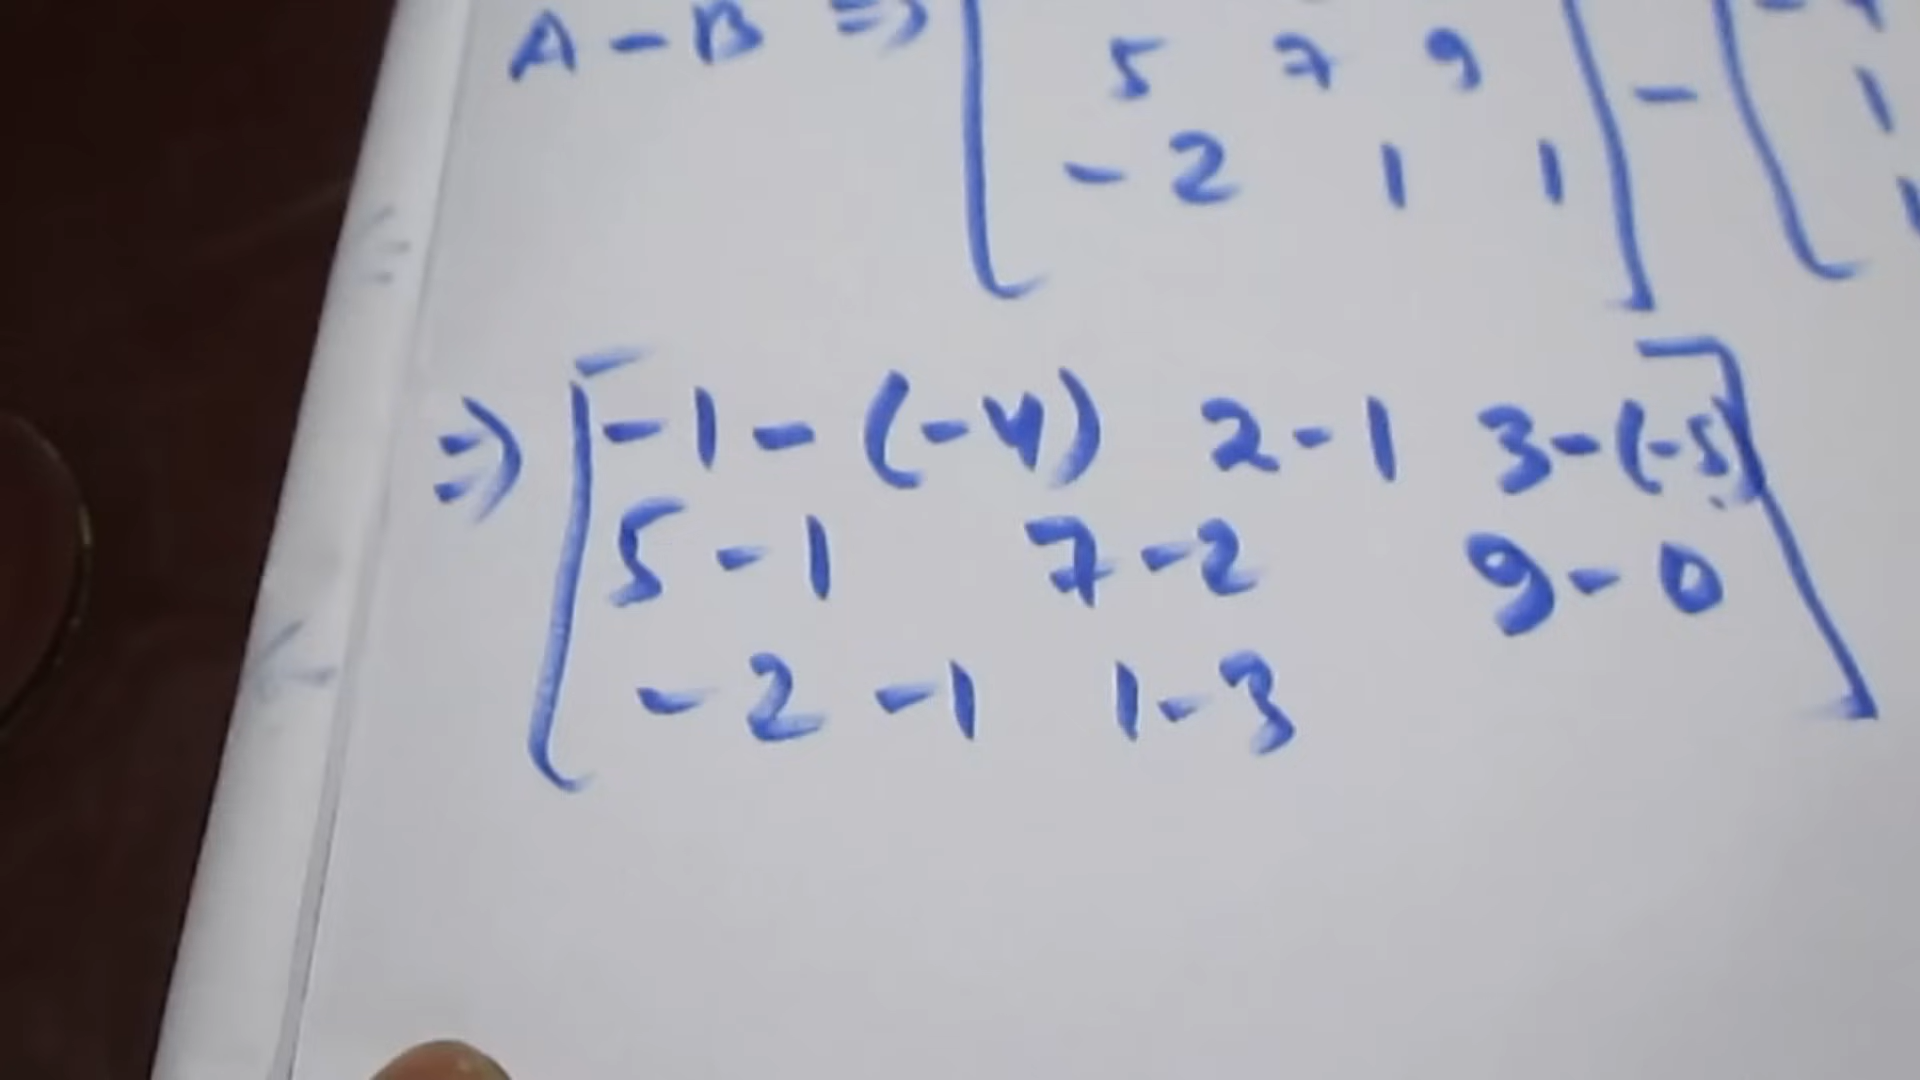 A - B ⇒
5 7 9 - 1
- 2 1 1
⇒ - 1 - (-4) 2 - 1 3 - (-5)
5 - 1 7 - 2 9 - 0
- 2 - 1 1 - 3